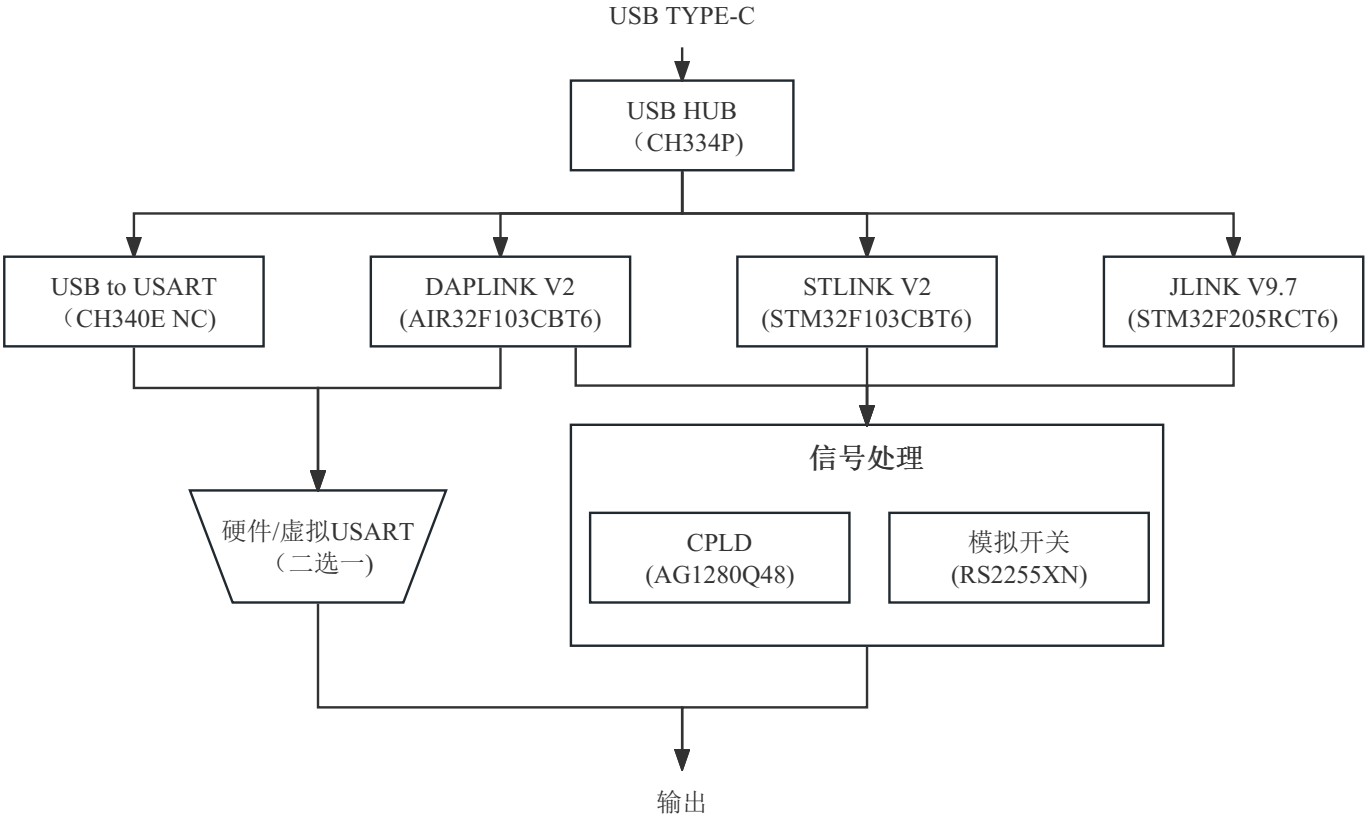 USB TYPE-C
USB HUB
（CH334P)
USB to USART
（CH340E NC)
DAPLINK V2
(AIR32F103CBT6)
STLINK V2
(STM32F103CBT6)
JLINK V9.7
(STM32F205RCT6)
信号处理
硬件/虚拟USART
（二选一)
CPLD
(AG1280Q48)
模拟开关
(RS2255XN)
输出